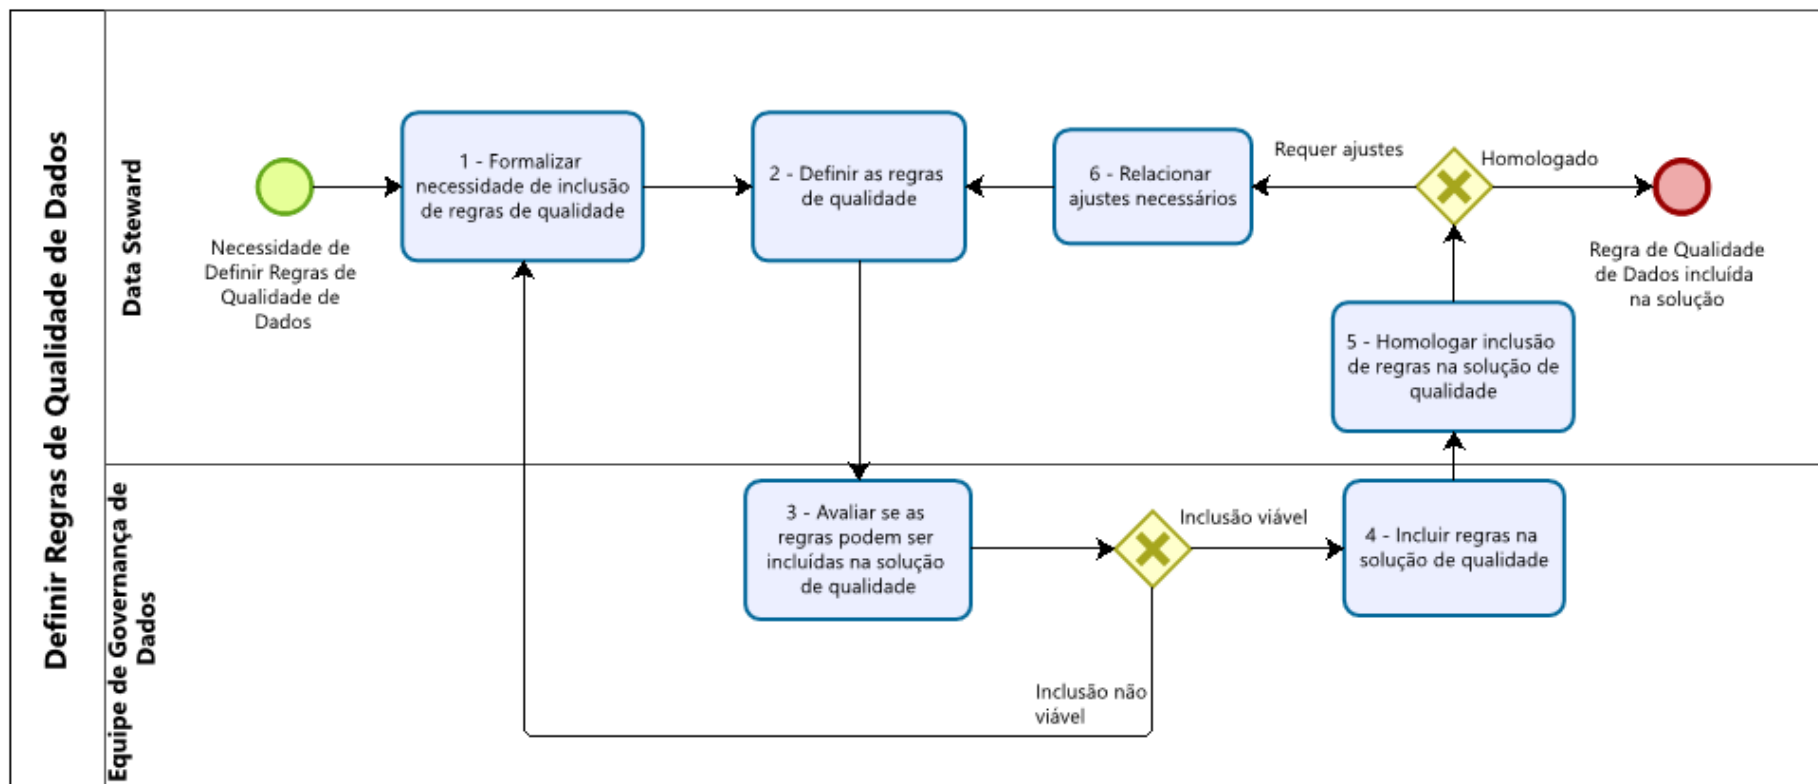 Definir Regras de Qualidade de Dados
Data Steward
Necessidade de
Definir Regras de
Qualidade de
Dados
1 - Formalizar
necessidade de inclusão
de regras de qualidade
2 - Definir as regras
de qualidade
6 - Relacionar
ajustes necessários
Requer ajustes
Homologado
Regra de Qualidade
de Dados incluída
na solução
5 - Homologar inclusão
de regras na solução de
qualidade
Equipe de Governança de
Dados
3 - Avaliar se as
regras podem ser
incluídas na solução
de qualidade
Inclusão viável
4 - Incluir regras na
solução de qualidade
Inclusão não
viável